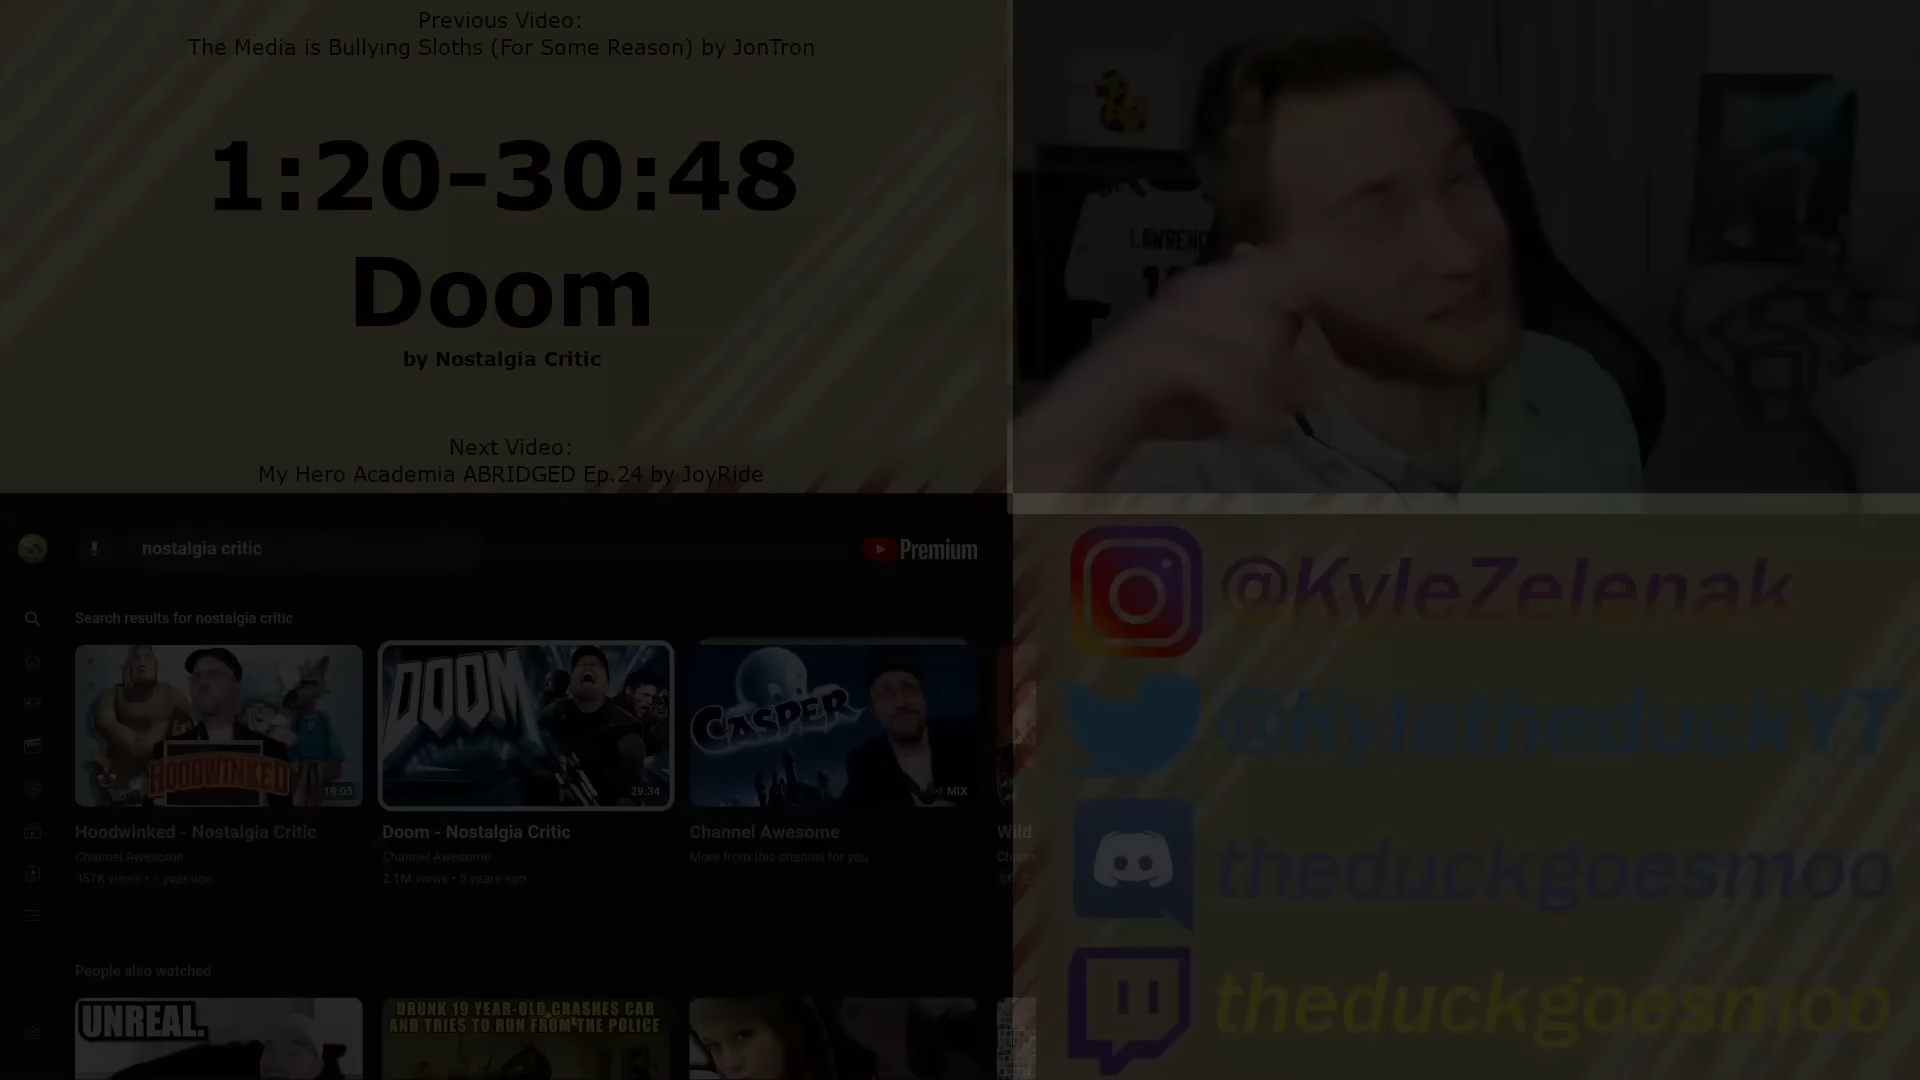 Previous Video:
The Media is Bullying Sloths (For Some Reason) by JonTron
1:20-30:48
Doom
by Nostalgia Critic
Next Video:
My Hero Academia ABRIDGED Ep.24 by JoyRide
LAWRENC
nostalgia critic
Premium
Search results for nostalgia critic
HOODWINKED
19:05
DOOM
29:34
CASPER
MIX
Hoodwinked - Nostalgia Critic
Channel Awesome
357K views • 1 year ago
Doom - Nostalgia Critic
Channel Awesome
2.1M views • 5 years ago
Channel Awesome
More from this channel for you
Wild
People also watched
UNREAL.
DRUNK 19 YEAR-OLD CRASHES CAR
AND TRIES TO RUN FROM THE POLICE
@KyleZelenak
@KyletheduckYT
theduckgoesmoo
theduckgoesmoo